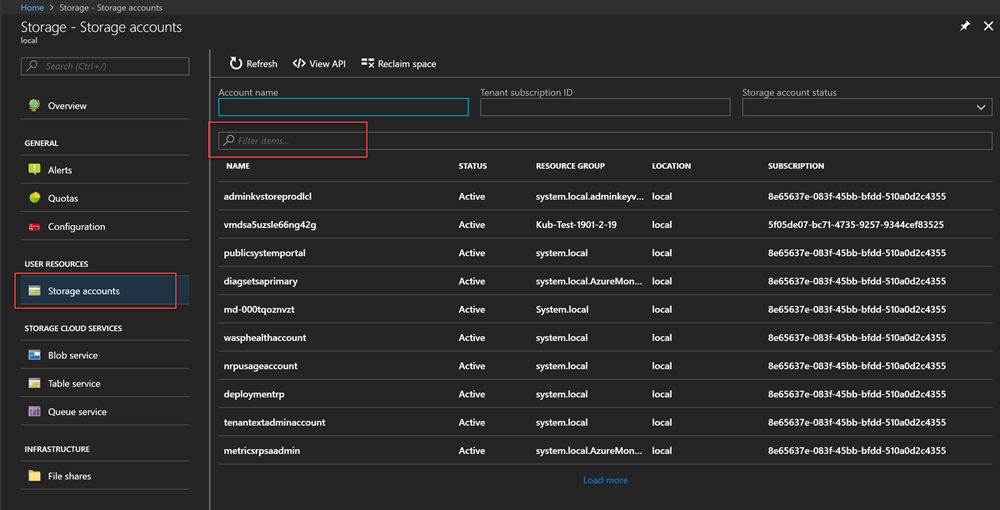 Home > Storage - Storage accounts
Storage - Storage accounts
local
Search (Ctrl+/)
Overview
GENERAL
Alerts
Quotas
Configuration
USER RESOURCES
Storage accounts
STORAGE CLOUD SERVICES
Blob service
Table service
Queue service
INFRASTRUCTURE
File shares
Refresh View API Reclaim space
Account name Tenant subscription ID Storage account status
Filter items...
NAME STATUS RESOURCE GROUP LOCATION SUBSCRIPTION
adminkvstoreprodlcl Active system.local.adminkeyv... local 8e65637e-083f-45bb-bfdd-510a0d2c4355
vmdsa5uzsle66ng42g Active Kub-Test-1901-2-19 local 5f05de07-bc71-4735-9257-9344cef83525
publicsystemportal Active system.local local 8e65637e-083f-45bb-bfdd-510a0d2c4355
diagsetsaprimary Active system.local.AzureMon... local 8e65637e-083f-45bb-bfdd-510a0d2c4355
md-000tqoznvzt Active System.local local 8e65637e-083f-45bb-bfdd-510a0d2c4355
wasphealthaccount Active system.local local 8e65637e-083f-45bb-bfdd-510a0d2c4355
nrpusageaccount Active system.local local 8e65637e-083f-45bb-bfdd-510a0d2c4355
deploymentrp Active system.local local 8e65637e-083f-45bb-bfdd-510a0d2c4355
tenantextadminaccount Active system.local local 8e65637e-083f-45bb-bfdd-510a0d2c4355
metricsrpsaadmin Active system.local.AzureMon... local 8e65637e-083f-45bb-bfdd-510a0d2c4355
Load more